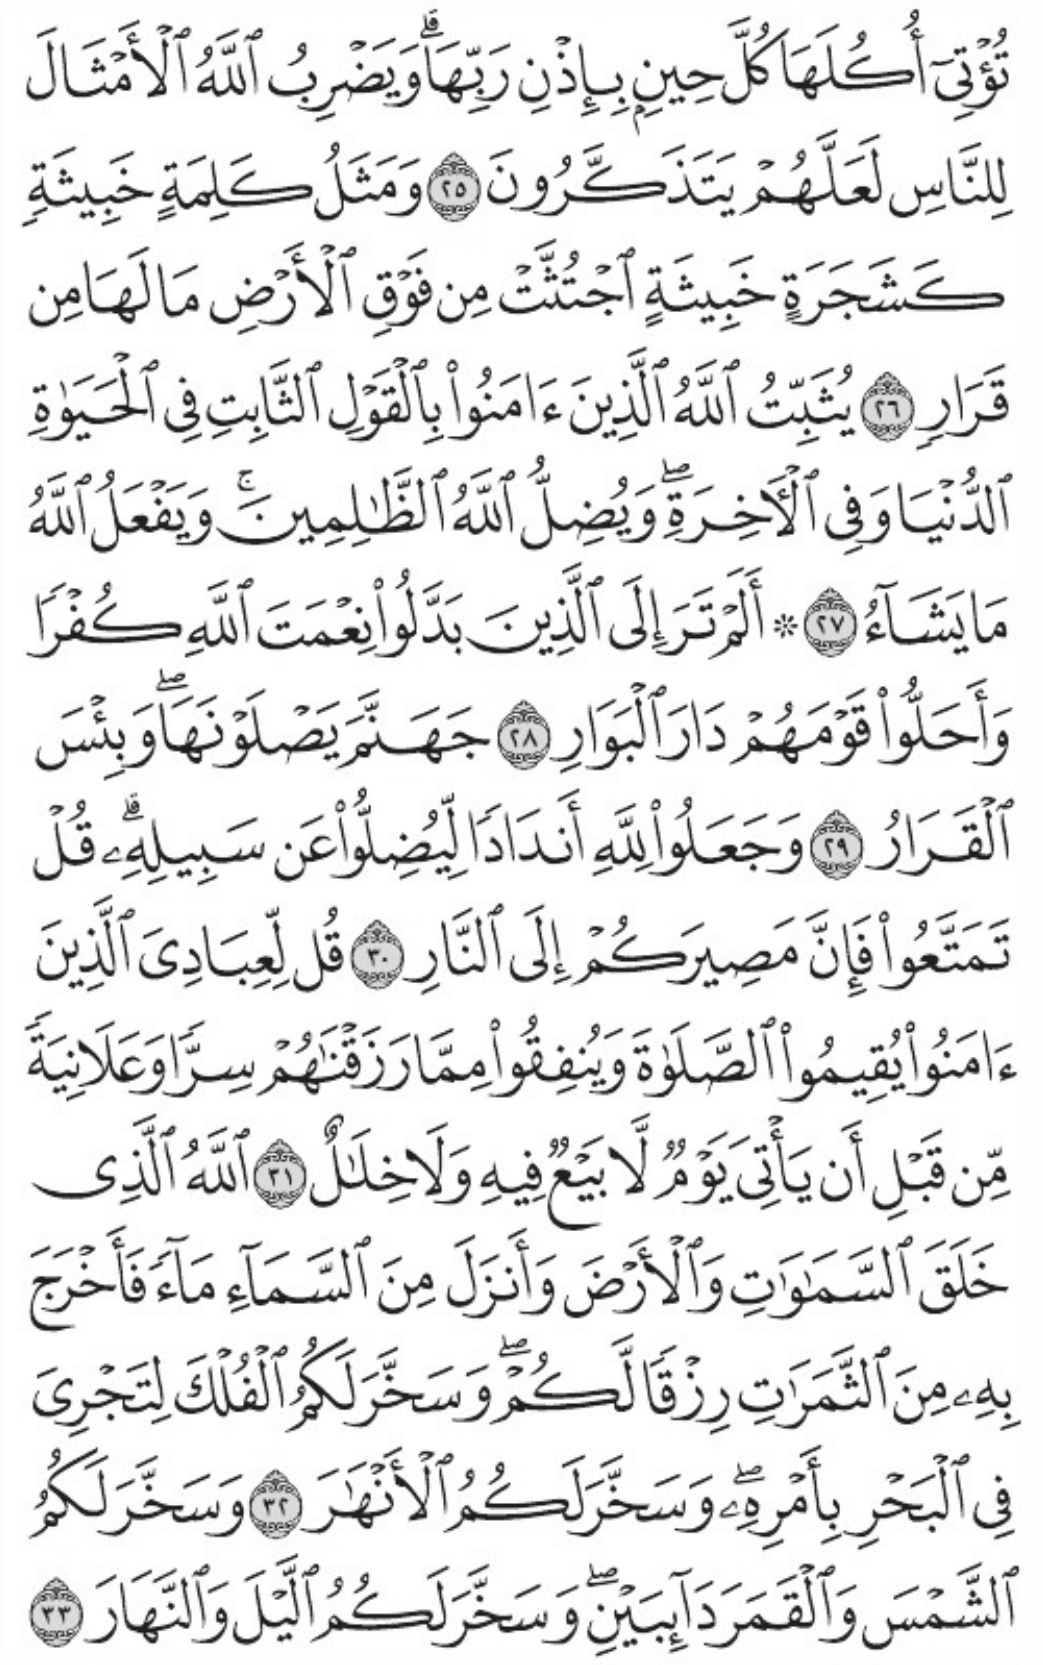 تُؤْتِىٓ أُكُلَهَا كُلَّ حِينٍۭ بِإِذْنِ رَبِّهَاۗ وَيَضْرِبُ ٱللَّهُ ٱلْأَمْثَالَ
لِلنَّاسِ لَعَلَّهُمْ يَتَذَكَّرُونَ ٢٥ وَمَثَلُ كَلِمَةٍ خَبِيثَةٖ
كَشَجَرَةٍ خَبِيثَةٍ ٱجْتُثَّتْ مِن فَوْقِ ٱلْأَرْضِ مَا لَهَا مِن
قَرَارٖ ٢٦ يُثَبِّتُ ٱللَّهُ ٱلَّذِينَ ءَامَنُوا۟ بِٱلْقَوْلِ ٱلثَّابِتِ فِى ٱلْحَيَوٰةِ
ٱلدُّنْيَا وَفِى ٱلْأٓخِرَةِۖ وَيُضِلُّ ٱللَّهُ ٱلظَّٰلِمِينَۚ وَيَفْعَلُ ٱللَّهُ
مَا يَشَآءُ ٢٧ ۞ أَلَمْ تَرَ إِلَى ٱلَّذِينَ بَدَّلُوا۟ نِعْمَتَ ٱللَّهِ كُفْرٗا
وَأَحَلُّوا۟ قَوْمَهُمْ دَارَ ٱلْبَوَارِ ٢٨ جَهَنَّمَ يَصْلَوْنَهَاۖ وَبِئْسَ
ٱلْقَرَارُ ٢٩ وَجَعَلُوا۟ لِلَّهِ أَندَادٗا لِّيُضِلُّوا۟ عَن سَبِيلِهِۦۗ قُلْ
تَمَتَّعُوا۟ فَإِنَّ مَصِيرَكُمْ إِلَى ٱلنَّارِ ٣٠ قُل لِّعِبَادِىَ ٱلَّذِينَ
ءَامَنُوا۟ يُقِيمُوا۟ ٱلصَّلَوٰةَ وَيُنفِقُوا۟ مِمَّا رَزَقْنَٰهُمْ سِرّٗا وَعَلَانِيَةٗ
مِّن قَبْلِ أَن يَأْتِىَ يَوْمٞ لَّا بَيْعٞ فِيهِ وَلَا خِلَٰلٌ ٣١ ٱللَّهُ ٱلَّذِى
خَلَقَ ٱلسَّمَٰوَٰتِ وَٱلْأَرْضَ وَأَنزَلَ مِنَ ٱلسَّمَآءِ مَآءٗ فَأَخْرَجَ
بِهِۦ مِنَ ٱلثَّمَرَٰتِ رِزْقٗا لَّكُمْۖ وَسَخَّرَ لَكُمُ ٱلْفُلْكَ لِتَجْرِىَ
فِى ٱلْبَحْرِ بِأَمْرِهِۦۖ وَسَخَّرَ لَكُمُ ٱلْأَنْهَٰرَ ٣٢ وَسَخَّرَ لَكُمُ
ٱلشَّمْسَ وَٱلْقَمَرَ دَآئِبَيْنِۖ وَسَخَّرَ لَكُمُ ٱلَّيْلَ وَٱلنَّهَارَ ٣٣